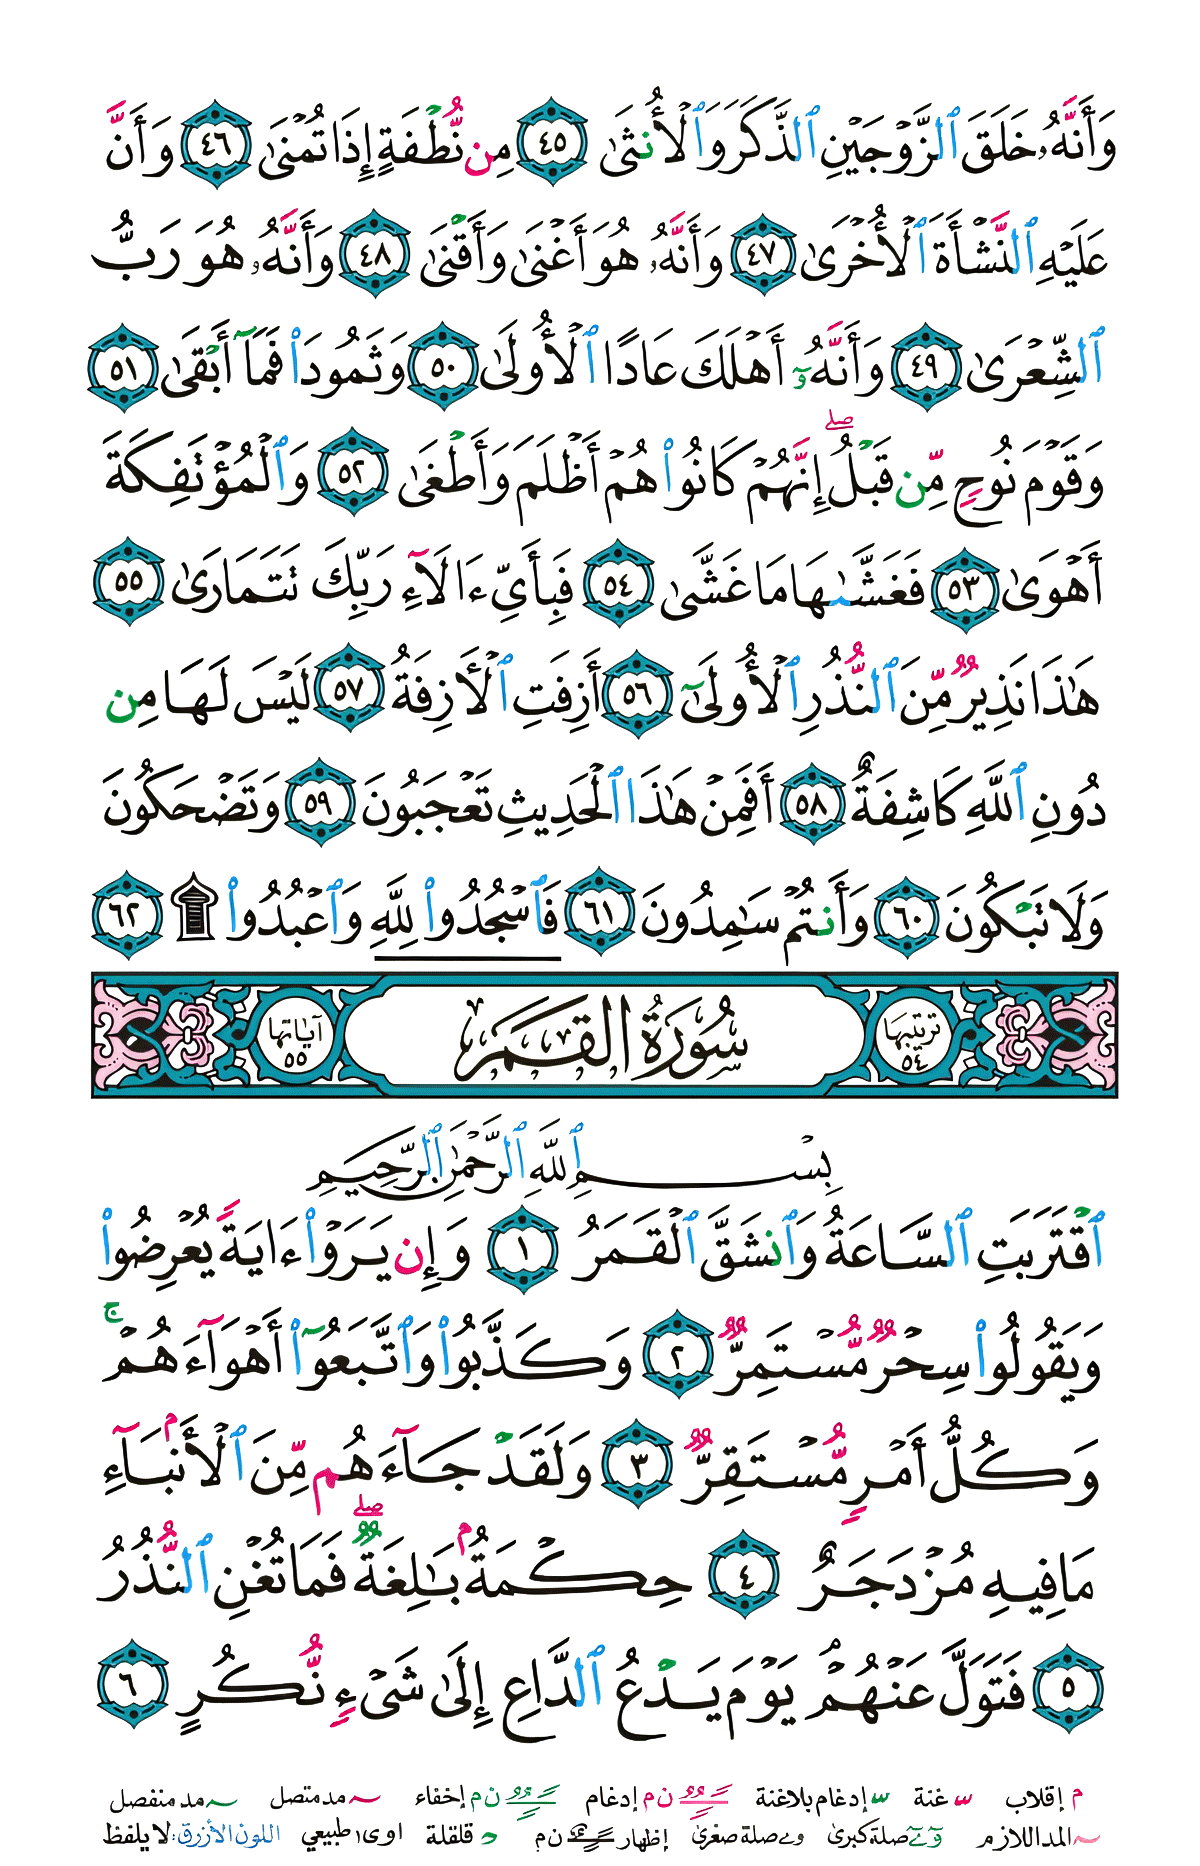 وَأَنَّهُۥ خَلَقَ ٱلزَّوْجَيْنِ ٱلذَّكَرَ وَٱلْأُنثَىٰ ٤٥ مِن نُّطْفَةٍ إِذَا تُمْنَىٰ ٤٦ وَأَنَّ
عَلَيْهِ ٱلنَّشْأَةَ ٱلْأُخْرَىٰ ٤٧ وَأَنَّهُۥ هُوَ أَغْنَىٰ وَأَقْنَىٰ ٤٨ وَأَنَّهُۥ هُوَ رَبُّ
ٱلشِّعْرَىٰ ٤٩ وَأَنَّهُۥٓ أَهْلَكَ عَادًا ٱلْأُولَىٰ ٥٠ وَثَمُودَا۟ فَمَآ أَبْقَىٰ ٥١
وَقَوْمَ نُوحٍ مِّن قَبْلُ ۖ إِنَّهُمْ كَانُوا۟ هُمْ أَظْلَمَ وَأَطْغَىٰ ٥٢ وَٱلْمُؤْتَفِكَةَ
أَهْوَىٰ ٥٣ فَغَشَّىٰهَا مَا غَشَّىٰ ٥٤ فَبِأَىِّ ءَالَآءِ رَبِّكَ تَتَمَارَىٰ ٥٥
هَٰذَا نَذِيرٌ مِّنَ ٱلنُّذُرِ ٱلْأُولَىٰٓ ٥٦ أَزِفَتِ ٱلْأَزِفَةُ ٥٧ لَيْسَ لَهَا مِن
دُونِ ٱللَّهِ كَاشِفَةٌ ٥٨ أَفَمِنْ هَٰذَا ٱلْحَدِيثِ تَعْجَبُونَ ٥٩ وَتَضْحَكُونَ
وَلَا تَبْكُونَ ٦٠ وَأَنتُمْ سَٰمِدُونَ ٦١ فَٱسْجُدُوا۟ لِلَّهِ وَٱعْبُدُوا۟ ۩ ٦٢
ترتيبها ٥٤ سُورَةُ القَمَرِ آياتها ٥٥
بِسْمِ ٱللَّهِ ٱلرَّحْمَٰنِ ٱلرَّحِيمِ
ٱقْتَرَبَتِ ٱلسَّاعَةُ وَٱنشَقَّ ٱلْقَمَرُ ١ وَإِن يَرَوْا۟ ءَايَةً يُعْرِضُوا۟
وَيَقُولُوا۟ سِحْرٌ مُّسْتَمِرٌّ ٢ وَكَذَّبُوا۟ وَٱتَّبَعُوٓا۟ أَهْوَآءَهُمْ ۚ
وَكُلُّ أَمْرٍ مُّسْتَقِرٌّ ٣ وَلَقَدْ جَآءَهُم مِّنَ ٱلْأَنۢبَآءِ
مَا فِيهِ مُزْدَجَرٌ ٤ حِكْمَةٌۢ بَٰلِغَةٌ ۖ فَمَا تُغْنِ ٱلنُّذُرُ
٥ فَتَوَلَّ عَنْهُمْ ۘ يَوْمَ يَدْعُ ٱلدَّاعِ إِلَىٰ شَىْءٍ نُّكُرٍ ٦
م إقلاب غنة إدغام بلاغنة ن م إدغام ن م إخفاء مد متصل مد منفصل
المد اللازم صلة كبرى صلة صغرى إظهار ن م قلقلة اوى ا طبيعي اللون الأزرق: لا يلفظ